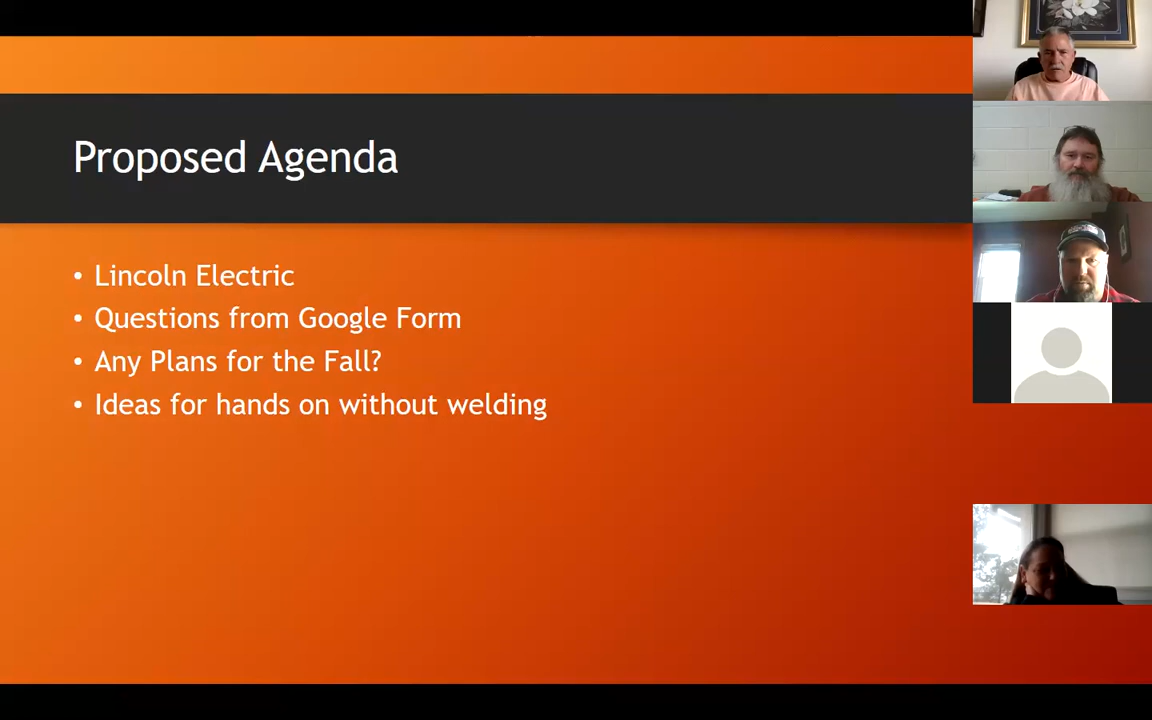 Proposed Agenda
• Lincoln Electric
• Questions from Google Form
• Any Plans for the Fall?
• Ideas for hands on without welding